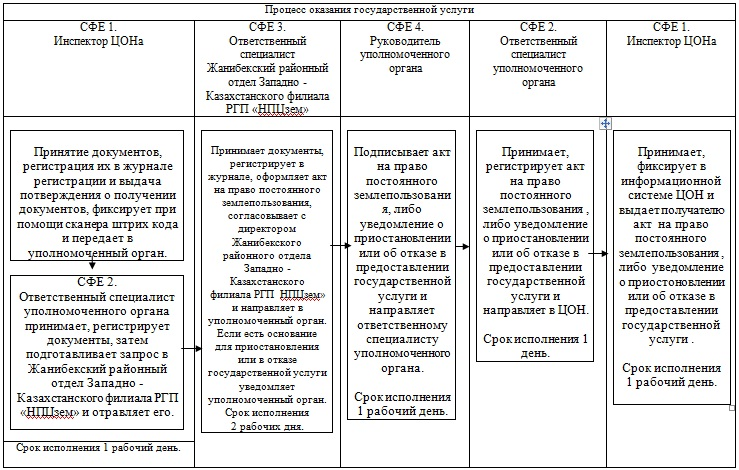 Процесс оказания государственной услуги
СФЕ 1.
Инспектор ЦОНа
СФЕ 3.
Ответственный
специалист
Жанибекский районный
отдел Западно -
Казахстанского филиала
РГП «НПЦзем»
СФЕ 4.
Руководитель
уполномоченного
органа
СФЕ 2.
Ответственный
специалист
уполномоченного
органа
СФЕ 1.
Инспектор ЦОНа
Принятие документов,
регистрация их в журнале
регистрации и выдача
потверждения о получении
документов, фиксирует при
помощи сканера штрих кода
и передает в
уполномоченный орган.
СФЕ 2.
Ответственный специалист
уполномоченного органа
принимает, регистрирует
документы, затем
подготавливает запрос в
Жанибекский районный
отдел Западно -
Казахстанского филиала РГП
«НПЦзем» и отравляет его.
Срок исполнения 1 рабочий день.
Принимает документы,
регистрирует в
журнале, оформляет акт
на право постоянного
землепользования,
согласовывает с
директором
Жанибекского
районного отдела
Западно -
Казахстанского
филиала РГП НПЦзем»
и направляет в
уполномоченный орган.
Если есть основание
для приостановления
или в отказе
государственной услуги
уведомляет
уполномоченный орган.
Срок исполнения
2 рабочих дня.
Подписывает акт
на право
постоянного
землепользовани
я, либо
уведомление о
приостановлении
или об отказе в
предоставлении
государственной
услуги и
направляет
ответственному
специалисту
уполномоченного
органа.
Срок исполнения
1 рабочий день.
Принимает,
регистрирует акт
на право
постоянного
землепользования ,
либо уведомление
о приостановлении
или об отказе в
предоставлении
государственной
услуги и
направляет в ЦОН.
Срок исполнения 1
день.
Принимает,
фиксирует в
информационной
системе ЦОН и
выдает получателю
акт на право
постоянного
землепользования ,
либо уведомление
о приостоновлении
или об отказе в
предоставлении
государственной
услуги .
Срок исполнения
1 рабочий день.